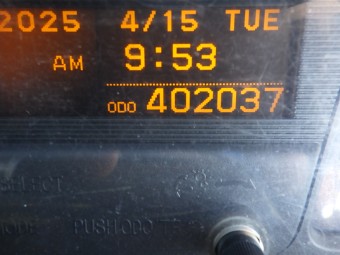 2025 4/15 TUE
AM 9:53
ODO 402037
SELECT
PUSH:ODO